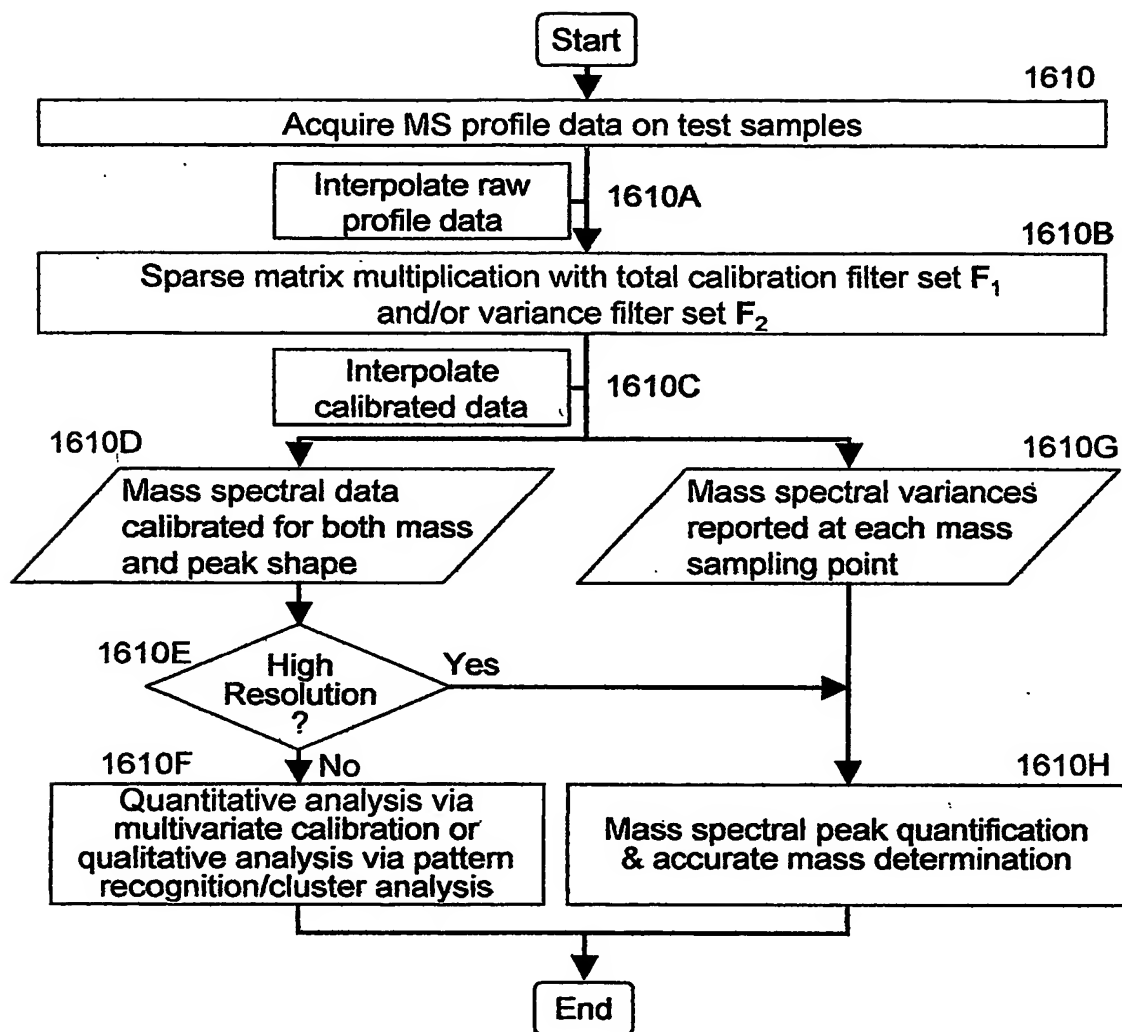 Start
1610
Acquire MS profile data on test samples
Interpolate raw
profile data
1610A
1610B
Sparse matrix multiplication with total calibration filter set F₁
and/or variance filter set F₂
Interpolate
calibrated data
1610C
1610D
Mass spectral data
calibrated for both mass
and peak shape
1610G
Mass spectral variances
reported at each mass
sampling point
1610E
High
Resolution
?
Yes
No
1610F
Quantitative analysis via
multivariate calibration or
qualitative analysis via pattern
recognition/cluster analysis
1610H
Mass spectral peak quantification
& accurate mass determination
End